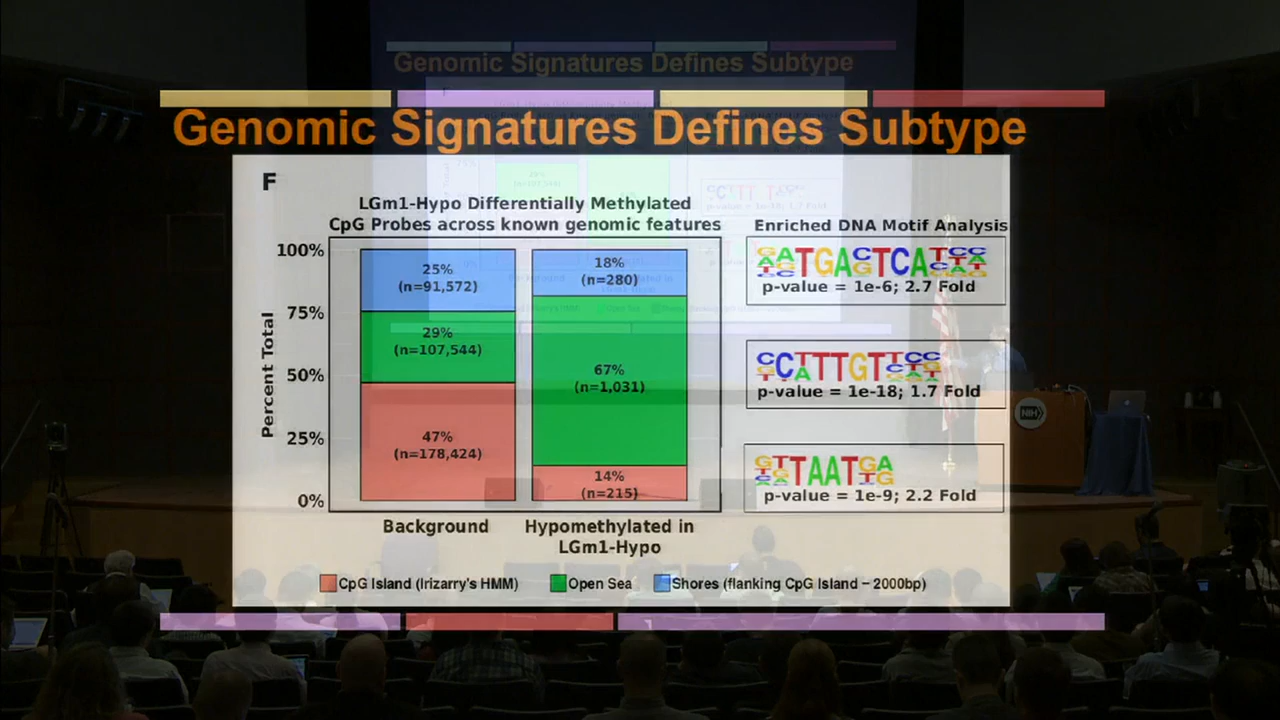 Genomic Signatures Defines Subtype
Genomic Signatures Defines Subtype
F
LGm1-Hypo Differentially Methylated
CpG Probes across known genomic features
Enriched DNA Motif Analysis
Percent Total
100%
75%
50%
25%
0%
25%
(n=91,572)
29%
(n=107,544)
47%
(n=178,424)
18%
(n=280)
67%
(n=1,031)
14%
(n=215)
Background
Hypomethylated in
LGm1-Hypo
p-value = 1e-6; 2.7 Fold
p-value = 1e-18; 1.7 Fold
p-value = 1e-9; 2.2 Fold
CpG Island (Irizarry's HMM)
Open Sea
Shores (flanking CpG Island – 2000bp)
NIH